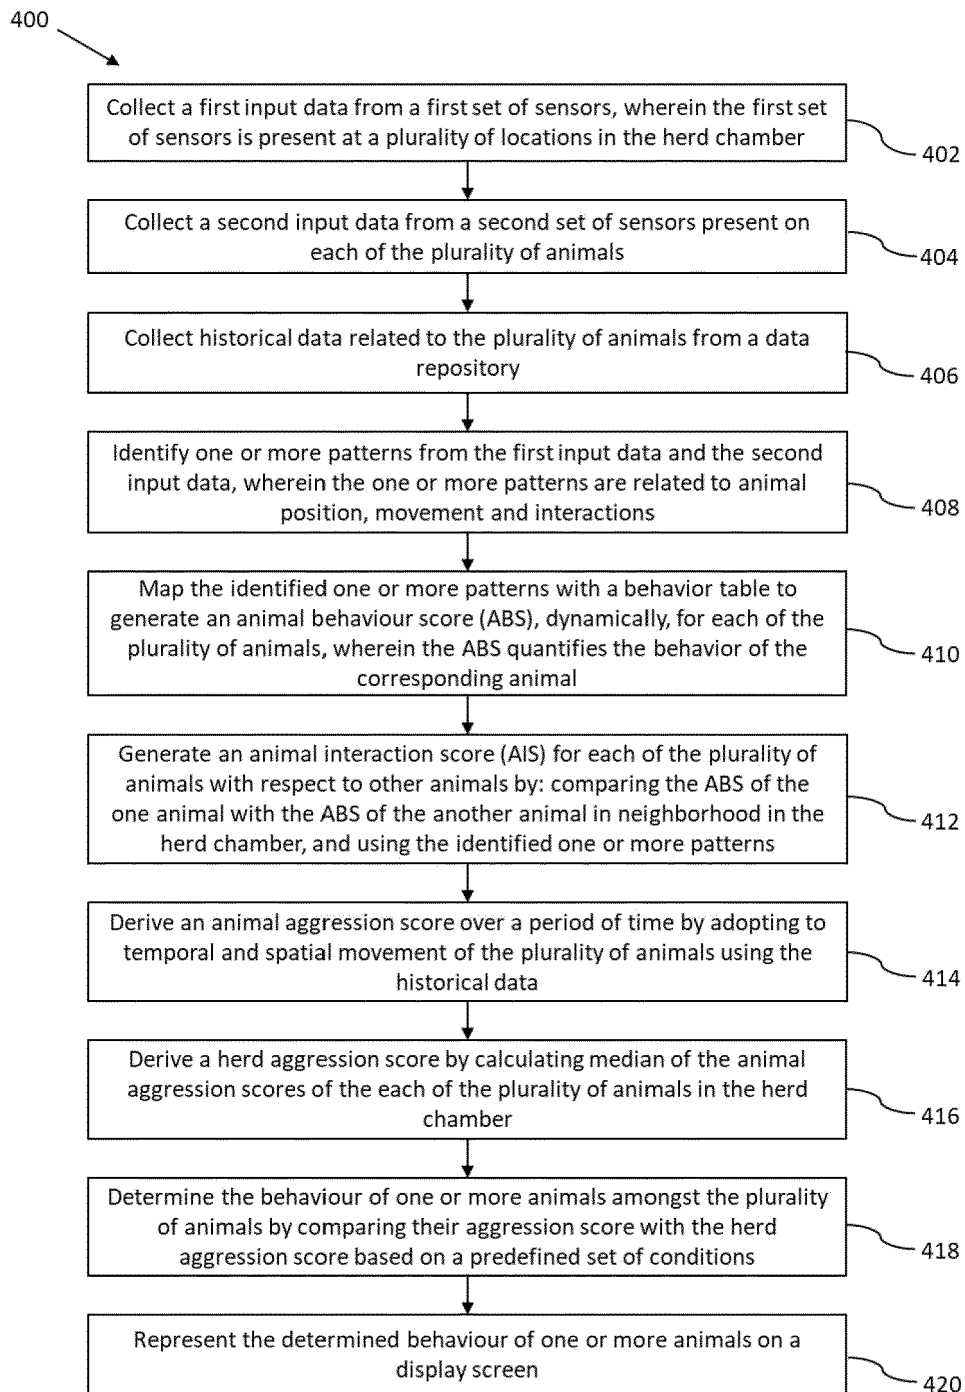 400
Collect a first input data from a first set of sensors, wherein the first set
of sensors is present at a plurality of locations in the herd chamber
402
Collect a second input data from a second set of sensors present on
each of the plurality of animals
404
Collect historical data related to the plurality of animals from a data
repository
406
Identify one or more patterns from the first input data and the second
input data, wherein the one or more patterns are related to animal
position, movement and interactions
408
Map the identified one or more patterns with a behavior table to
generate an animal behaviour score (ABS), dynamically, for each of the
plurality of animals, wherein the ABS quantifies the behavior of the
corresponding animal
410
Generate an animal interaction score (AIS) for each of the plurality of
animals with respect to other animals by: comparing the ABS of the
one animal with the ABS of the another animal in neighborhood in the
herd chamber, and using the identified one or more patterns
412
Derive an animal aggression score over a period of time by adopting to
temporal and spatial movement of the plurality of animals using the
historical data
414
Derive a herd aggression score by calculating median of the animal
aggression scores of the each of the plurality of animals in the herd
chamber
416
Determine the behaviour of one or more animals amongst the plurality
of animals by comparing their aggression score with the herd
aggression score based on a predefined set of conditions
418
Represent the determined behaviour of one or more animals on a
display screen
420